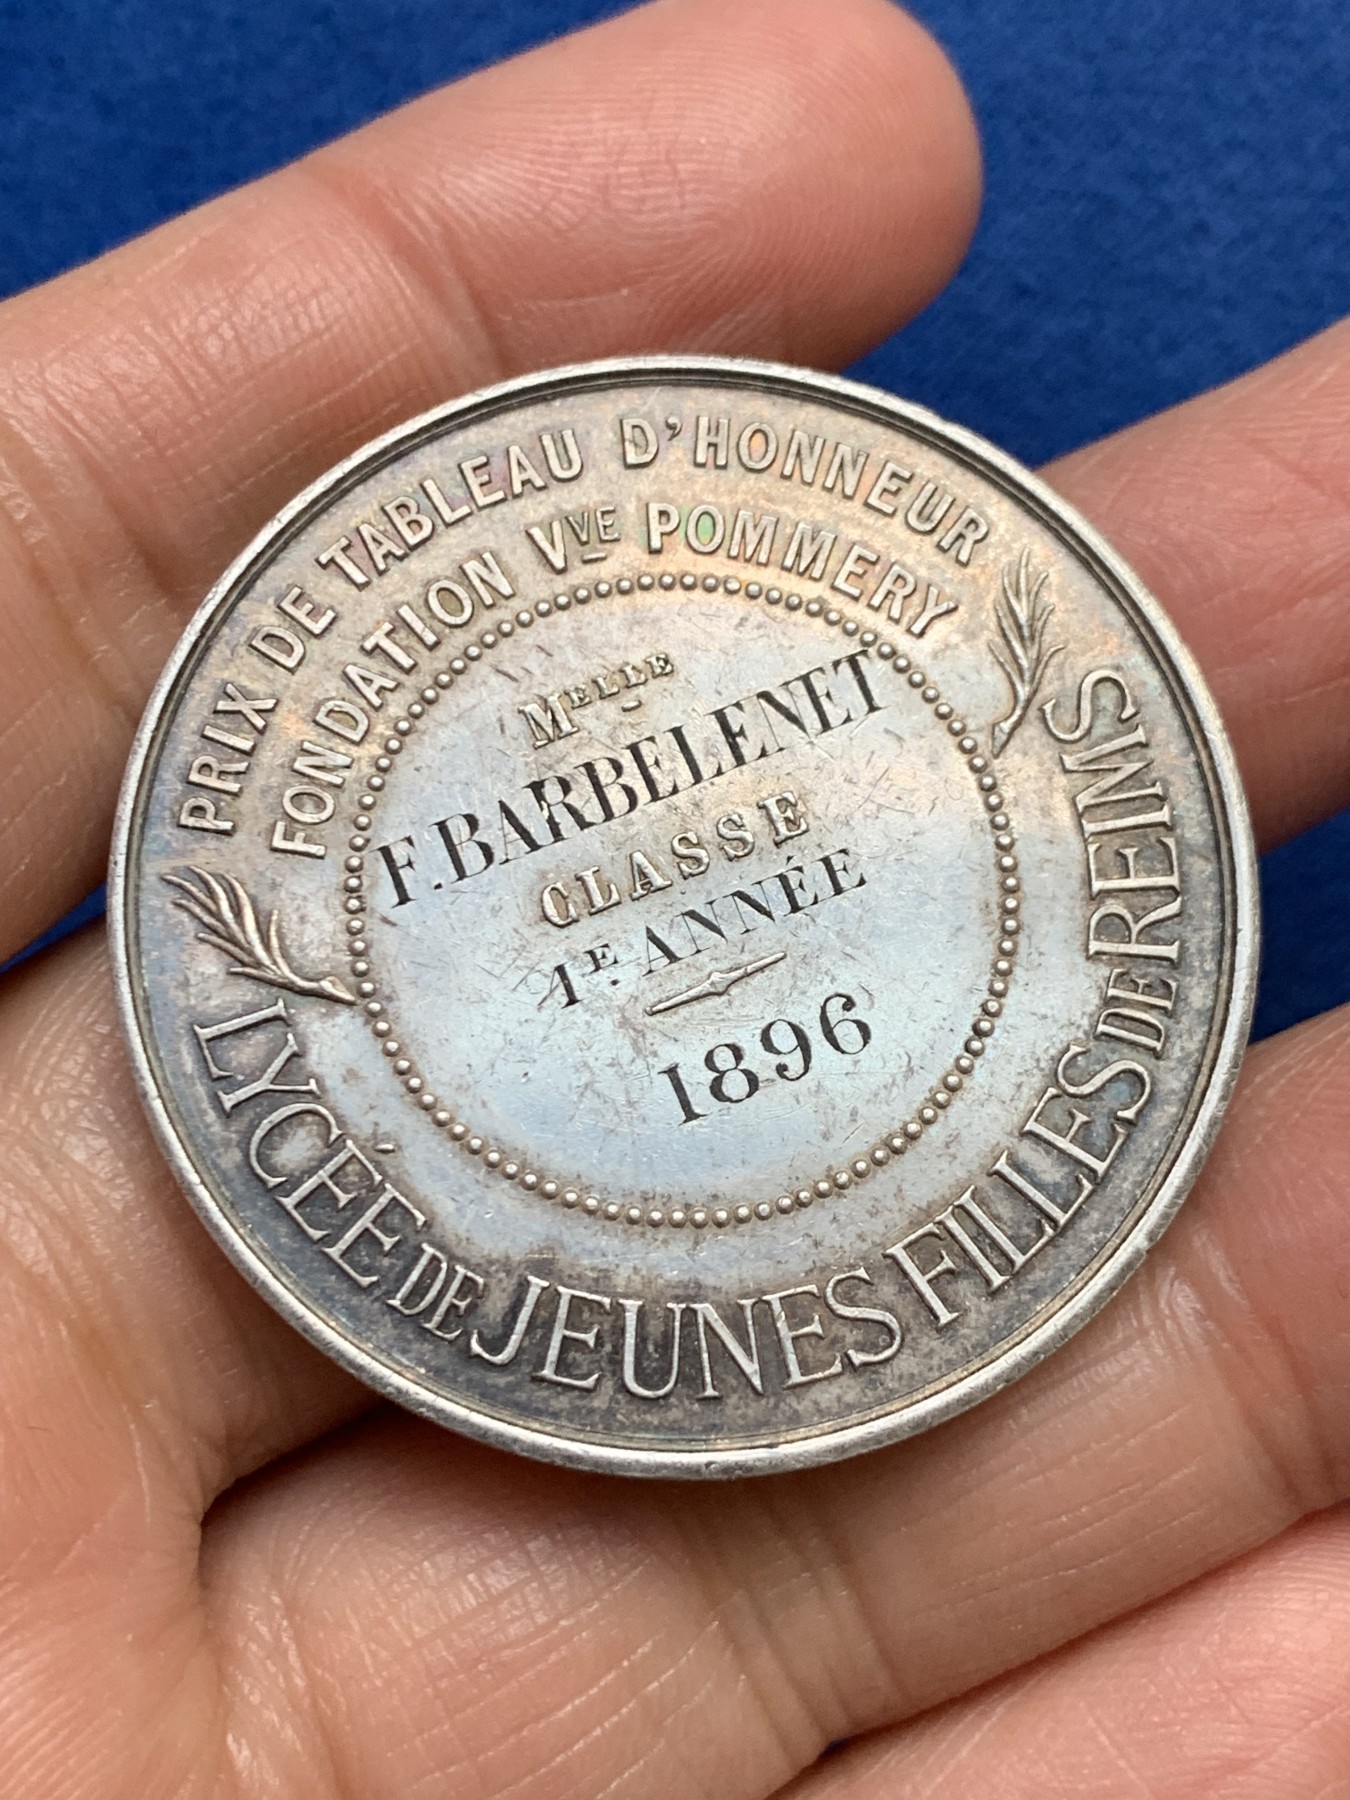 PRIX DE TABLEAU D'HONNEUR
FONDATION VVE POMMERY
MELLE
F. BARBELENET
CLASSE
1E. ANNÉE
1896
LYCÉE DE JEUNES FILLES DE REIMS